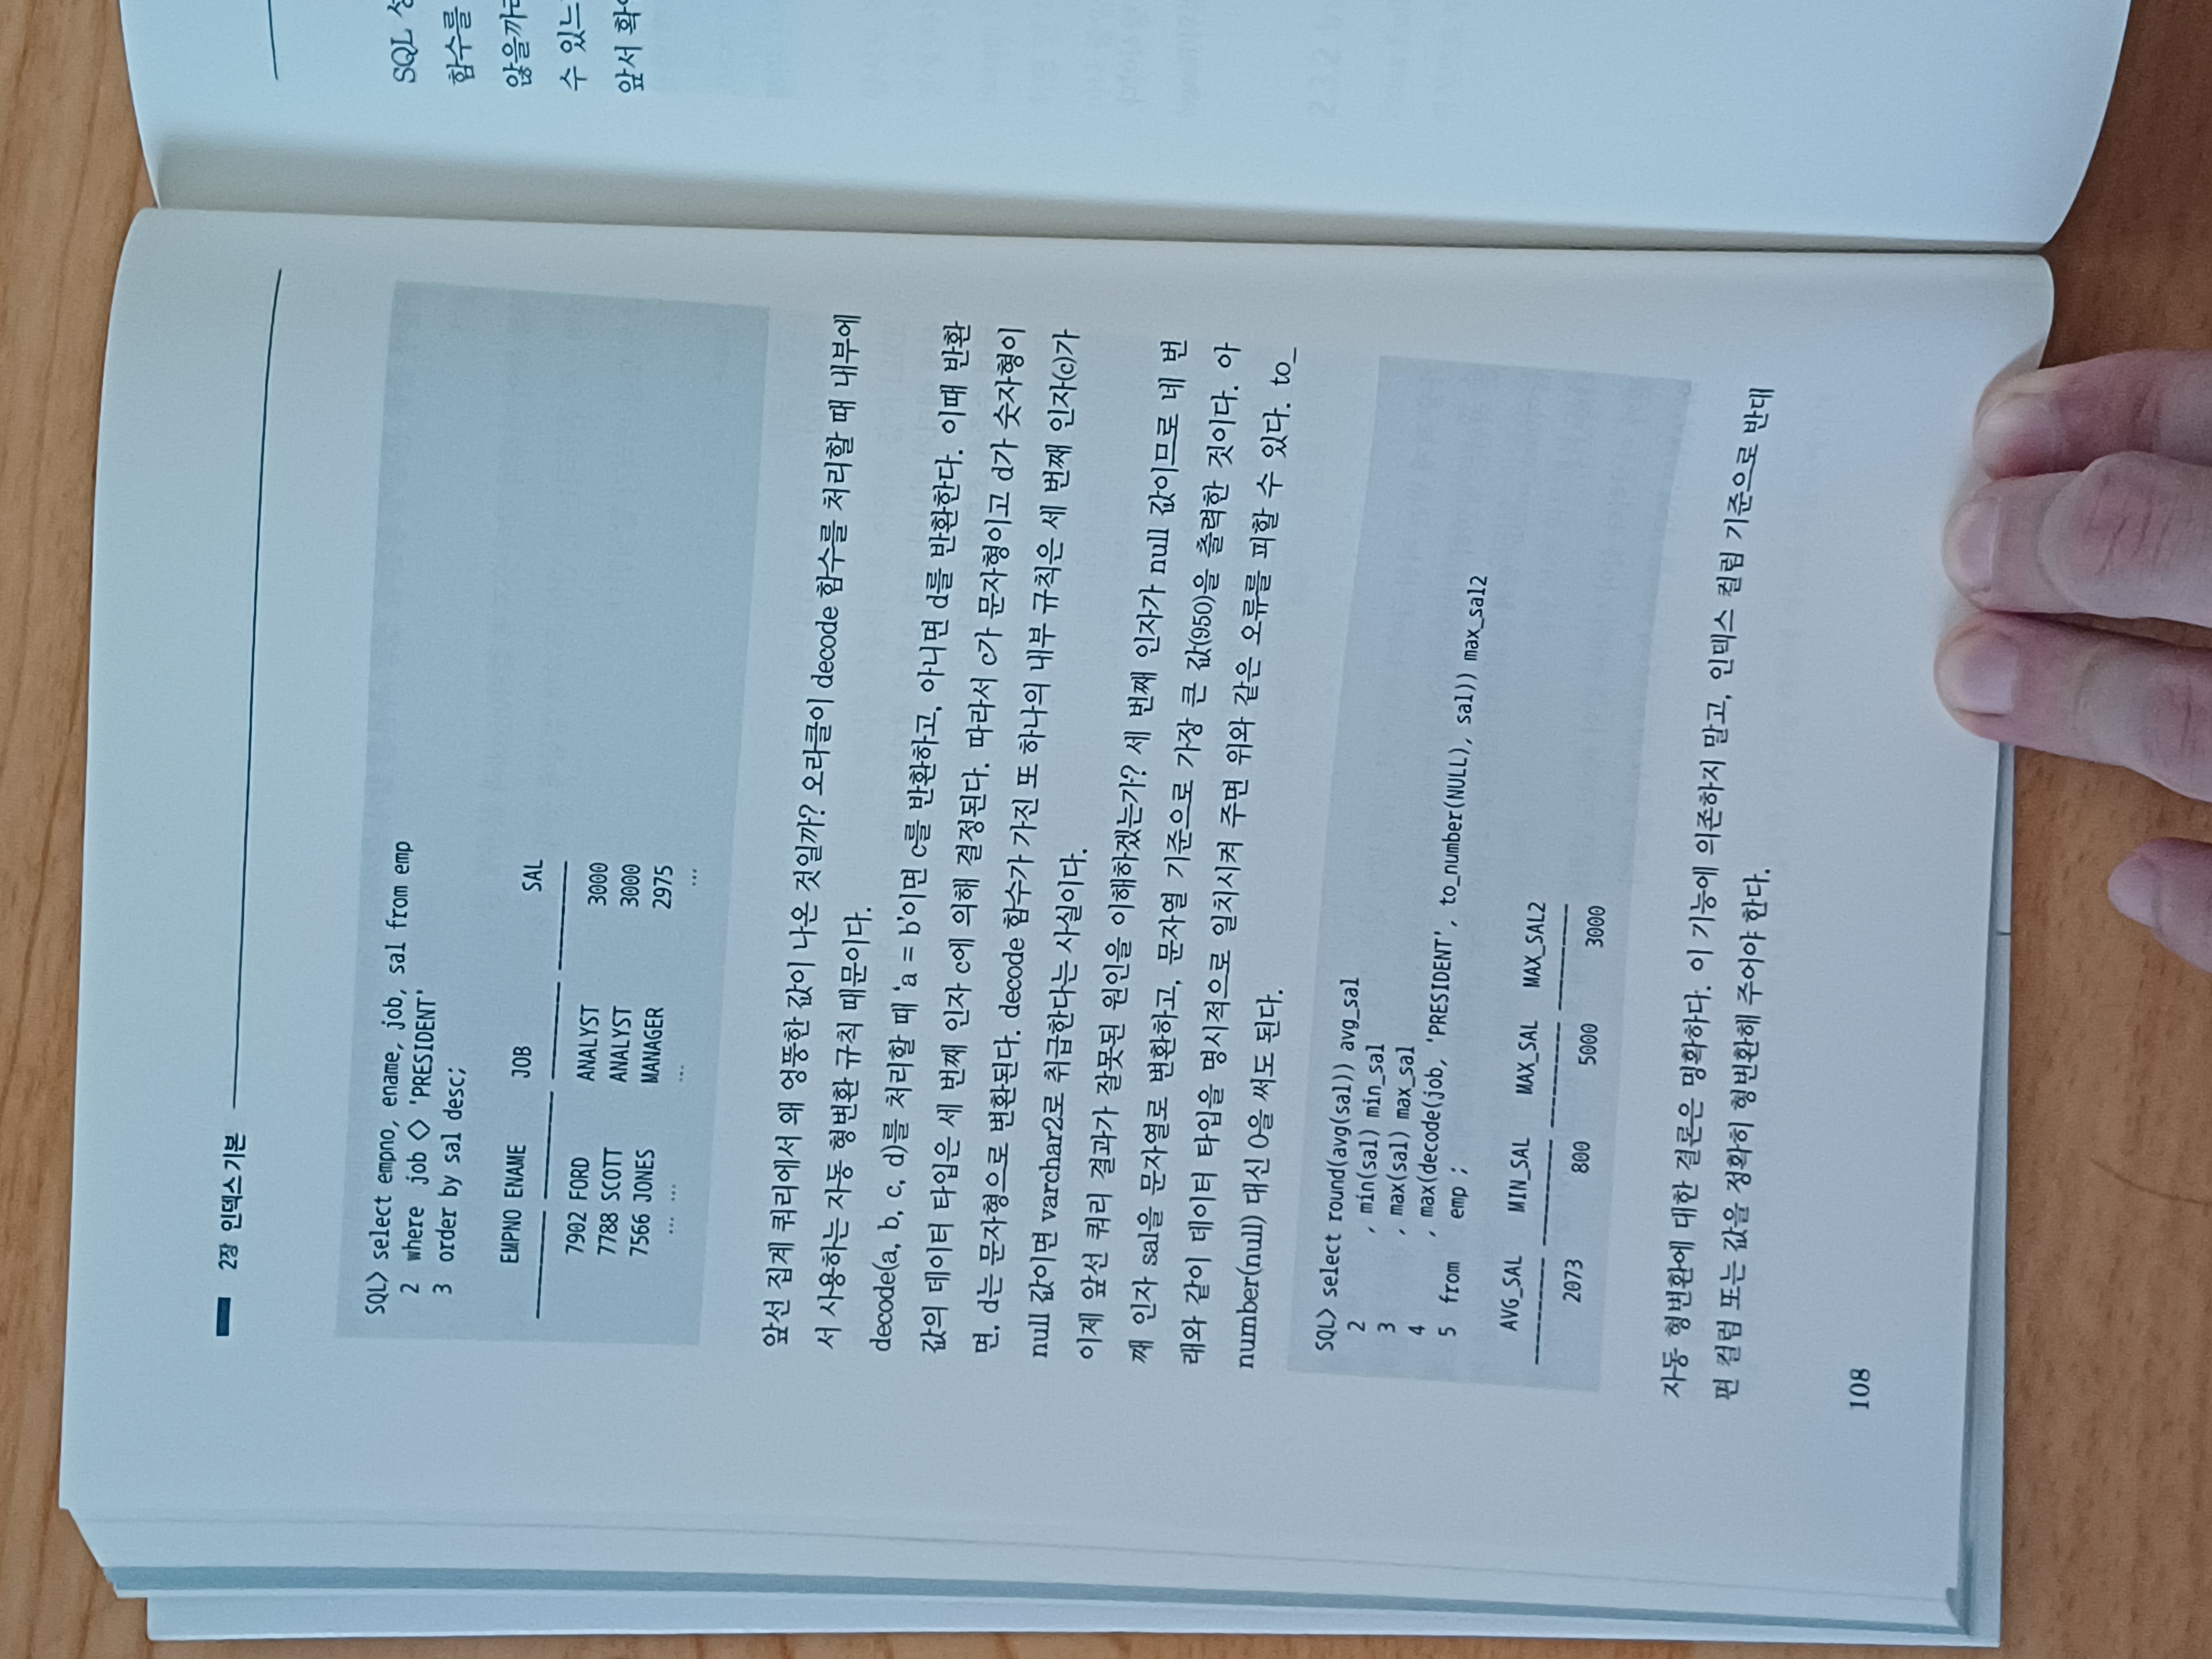 2장 인덱스 기본
SQL> select empno, ename, job, sal from emp
2 where job <> 'PRESIDENT'
3 order by sal desc;
EMPNO ENAME JOB SAL
7902 FORD ANALYST 3000
7788 SCOTT ANALYST 3000
7566 JONES MANAGER 2975
... ... ... ...
앞선 집계 쿼리에서 왜 엉뚱한 값이 나온 것일까? 오라클이 decode 함수를 처리할 때 내부에
서 사용하는 자동 형변환 규칙 때문이다.
decode(a, b, c, d)를 처리할 때 ‘a = b’이면 c를 반환하고, 아니면 d를 반환한다. 이때 반환
값의 데이터 타입은 세 번째 인자 c에 의해 결정된다. 따라서 c가 문자형이고 d가 숫자형이
면, d는 문자형으로 변환된다. decode 함수가 가진 또 하나의 내부 규칙은 세 번째 인자(c)가
null 값이면 varchar2로 취급한다는 사실이다.
이제 앞선 쿼리 결과가 잘못된 원인을 이해하겠는가? 세 번째 인자가 null 값이므로 네 번
째 인자 sal을 문자열로 변환하고, 문자열 기준으로 가장 큰 값(950)을 출력한 것이다. 아
래와 같이 데이터 타입을 명시적으로 일치시켜 주면 위와 같은 오류를 피할 수 있다. to_
number(null) 대신 0을 써도 된다.
SQL> select round(avg(sal)) avg_sal
2 , min(sal) min_sal
3 , max(sal) max_sal
4 , max(decode(job, 'PRESIDENT', to_number(NULL), sal)) max_sal2
5 from emp ;
AVG_SAL MIN_SAL MAX_SAL MAX_SAL2
2073 800 5000 3000
자동 형변환에 대한 결론은 명확하다. 이 기능에 의존하지 말고, 인덱스 컬럼 기준으로 반대
편 컬럼 또는 값을 정확히 형변환해 주어야 한다.
108
SQL
함수를
수 있느
앞서